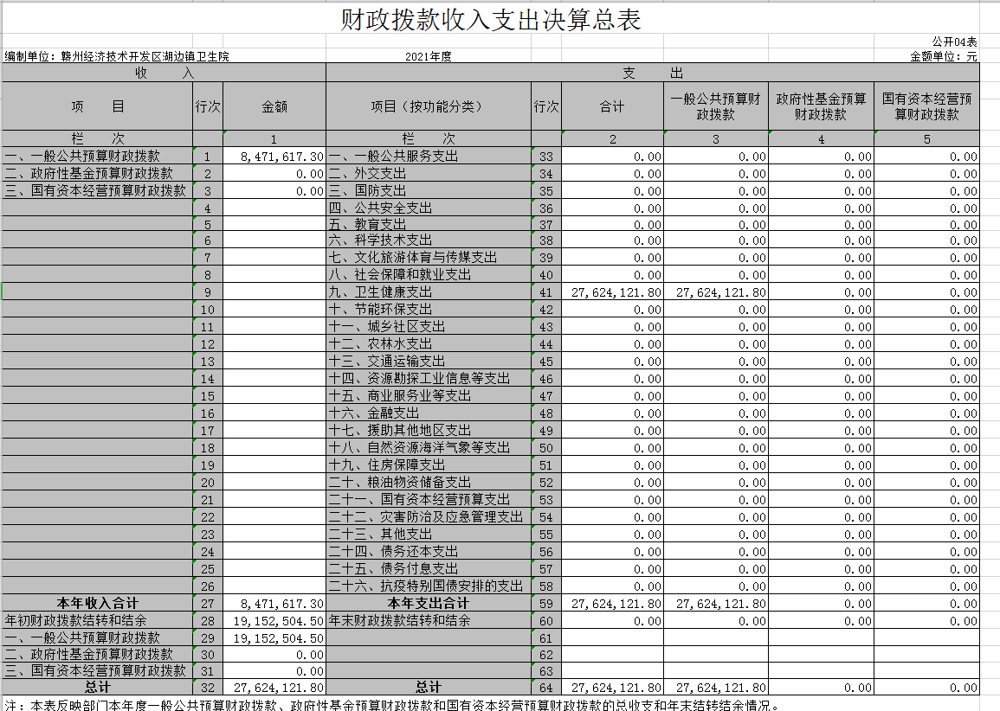 财政拨款收入支出决算总表
公开04表
编制单位：赣州经济技术开发区湖边镇卫生院 2021年度 金额单位：元
收 入 支 出
项 目 行次 金额 项目（按功能分类） 行次 合计 一般公共预算财政拨款 政府性基金预算财政拨款 国有资本经营预算财政拨款
栏 次 1 栏 次 2 3 4 5
一、一般公共预算财政拨款 1 8,471,617.30 一、一般公共服务支出 33 0.00 0.00 0.00 0.00
二、政府性基金预算财政拨款 2 0.00 二、外交支出 34 0.00 0.00 0.00 0.00
三、国有资本经营预算财政拨款 3 0.00 三、国防支出 35 0.00 0.00 0.00 0.00
4 四、公共安全支出 36 0.00 0.00 0.00 0.00
5 五、教育支出 37 0.00 0.00 0.00 0.00
6 六、科学技术支出 38 0.00 0.00 0.00 0.00
7 七、文化旅游体育与传媒支出 39 0.00 0.00 0.00 0.00
8 八、社会保障和就业支出 40 0.00 0.00 0.00 0.00
9 九、卫生健康支出 41 27,624,121.80 27,624,121.80 0.00 0.00
10 十、节能环保支出 42 0.00 0.00 0.00 0.00
11 十一、城乡社区支出 43 0.00 0.00 0.00 0.00
12 十二、农林水支出 44 0.00 0.00 0.00 0.00
13 十三、交通运输支出 45 0.00 0.00 0.00 0.00
14 十四、资源勘探工业信息等支出 46 0.00 0.00 0.00 0.00
15 十五、商业服务业等支出 47 0.00 0.00 0.00 0.00
16 十六、金融支出 48 0.00 0.00 0.00 0.00
17 十七、援助其他地区支出 49 0.00 0.00 0.00 0.00
18 十八、自然资源海洋气象等支出 50 0.00 0.00 0.00 0.00
19 十九、住房保障支出 51 0.00 0.00 0.00 0.00
20 二十、粮油物资储备支出 52 0.00 0.00 0.00 0.00
21 二十一、国有资本经营预算支出 53 0.00 0.00 0.00 0.00
22 二十二、灾害防治及应急管理支出 54 0.00 0.00 0.00 0.00
23 二十三、其他支出 55 0.00 0.00 0.00 0.00
24 二十四、债务还本支出 56 0.00 0.00 0.00 0.00
25 二十五、债务付息支出 57 0.00 0.00 0.00 0.00
26 二十六、抗疫特别国债安排的支出 58 0.00 0.00 0.00 0.00
本年收入合计 27 8,471,617.30 本年支出合计 59 27,624,121.80 27,624,121.80 0.00 0.00
年初财政拨款结转和结余 28 19,152,504.50 年末财政拨款结转和结余 60 0.00 0.00 0.00 0.00
一、一般公共预算财政拨款 29 19,152,504.50 61
二、政府性基金预算财政拨款 30 0.00 62
三、国有资本经营预算财政拨款 31 0.00 63
总计 32 27,624,121.80 总计 64 27,624,121.80 27,624,121.80 0.00 0.00
注：本表反映部门本年度一般公共预算财政拨款、政府性基金预算财政拨款和国有资本经营预算财政拨款的总收支和年末结转结余情况。